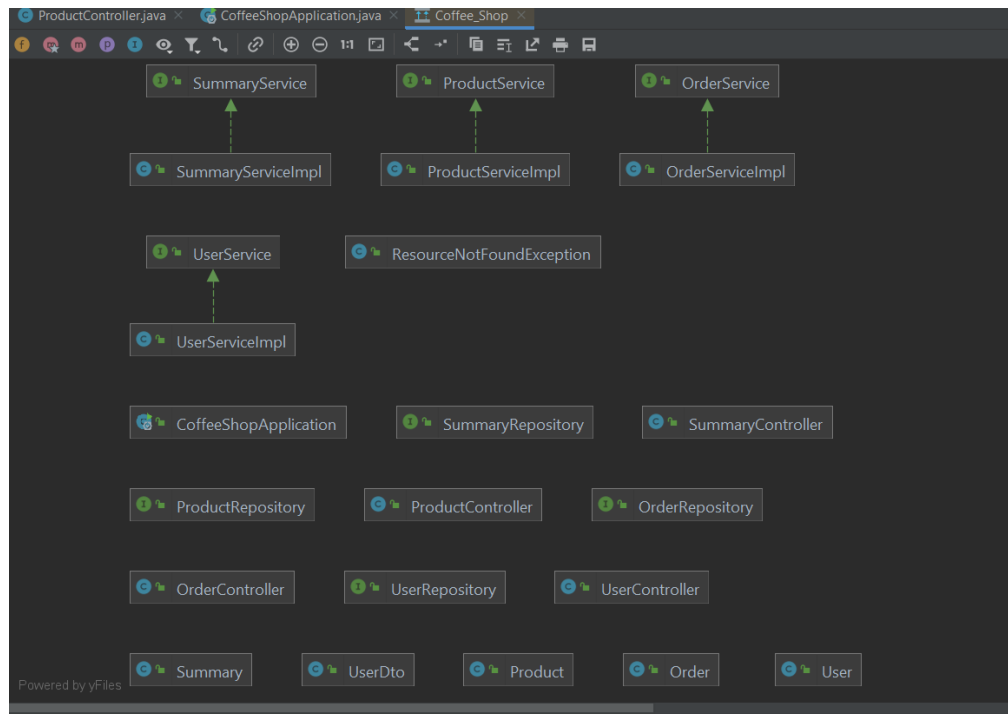 ProductController.java CoffeeShopApplication.java Coffee_Shop
f m m p I 1:1
I SummaryService I ProductService I OrderService
C SummaryServiceImpl C ProductServiceImpl C OrderServiceImpl
I UserService C ResourceNotFoundException
C UserServiceImpl
CoffeeShopApplication I SummaryRepository C SummaryController
I ProductRepository C ProductController I OrderRepository
C OrderController I UserRepository C UserController
C Summary C UserDto C Product C Order C User
Powered by yFiles